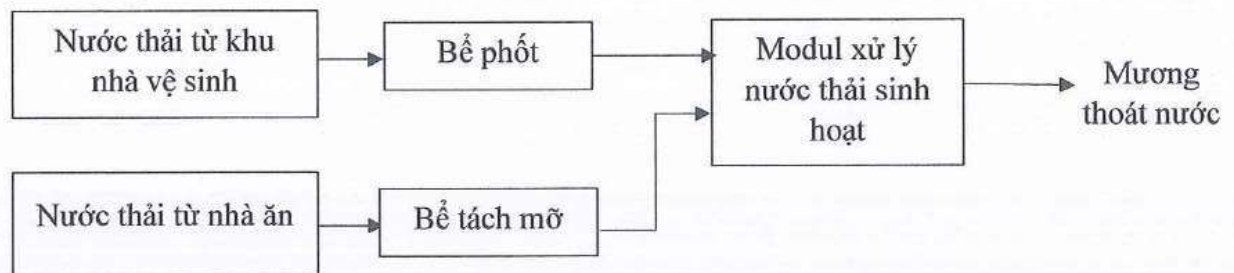 Nước thải từ khu
nhà vệ sinh
Bể phốt
Modul xử lý
nước thải sinh
hoạt
Mương
thoát nước
Nước thải từ nhà ăn
Bể tách mỡ